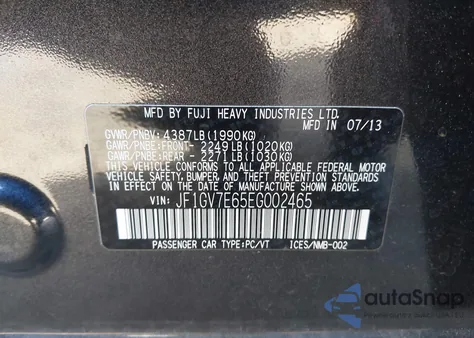 MFD BY FUJI HEAVY INDUSTRIES LTD.
MFD IN 07/13
GVWR/PNBV: 4387LB(1990KG)
GAWR/PNBE:FRONT- 2249LB(1020KG)
GAWR/PNBE:REAR - 2271LB(1030KG)
THIS VEHICLE CONFORMS TO ALL APPLICABLE FEDERAL MOTOR
VEHICLE SAFETY, BUMPER, AND THEFT PREVENTION STANDARDS
IN EFFECT ON THE DATE OF MANUFACTURE SHOWN ABOVE.
VIN: JF1GV7E65EG002465
PASSENGER CAR TYPE:PC/VT ICES/NMB-002
autoSnap